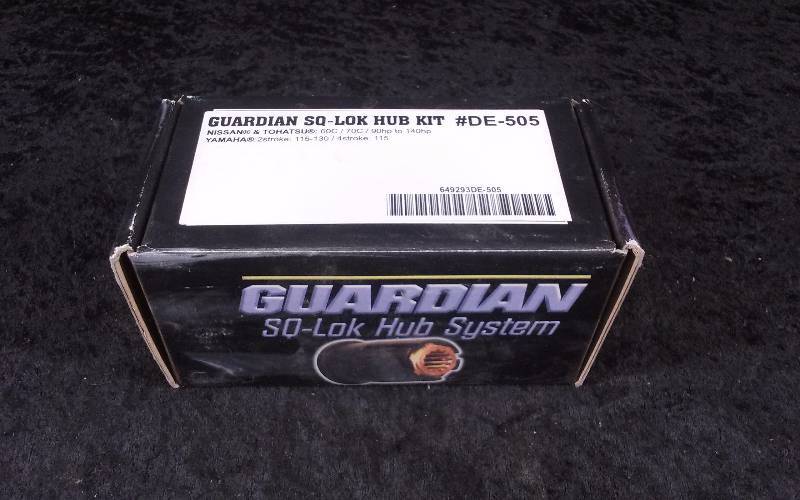 GUARDIAN SQ-LOK HUB KIT #DE-505
NISSAN® & TOHATSU®: 60C / 70C / 90hp to 140hp
YAMAHA® 2stroke: 115-130 / 4stroke: 115
649293DE-505
GUARDIAN
SQ-Lok Hub System